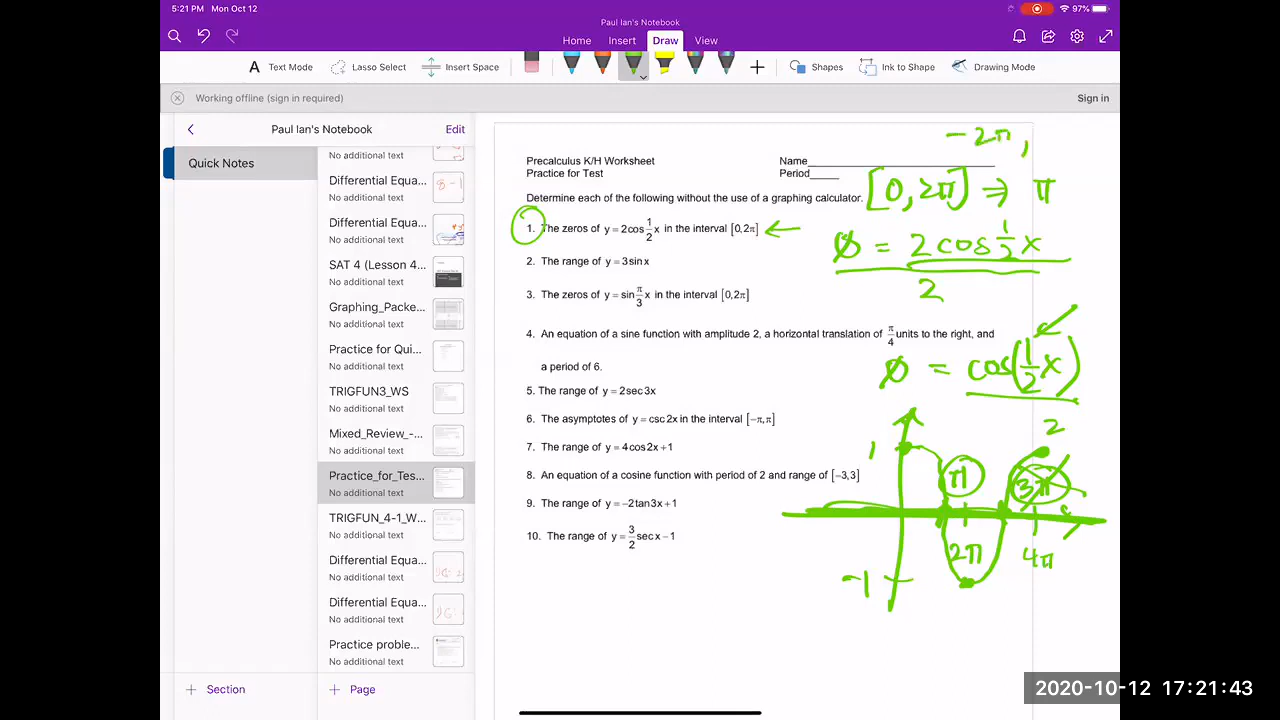 5:21 PM Mon Oct 12
Paul Ian's Notebook
97%
Home Insert Draw View
A Text Mode Lasso Select Insert Space + Shapes Ink to Shape Drawing Mode
Working offline (sign in required) Sign in
Paul Ian's Notebook Edit
Quick Notes
No additional text
Differential Equa...
No additional text
8-1
Differential Equa...
No additional text
SAT 4 (Lesson 4...
No additional text
Graphing_Packe...
No additional text
Practice for Qui...
No additional text
TRIGFUN3_WS
No additional text
Mixed_Review_-...
No additional text
Practice_for_Tes...
No additional text
TRIGFUN_4-1_W...
No additional text
Differential Equa...
No additional text
Differential Equa...
No additional text
Practice proble...
No additional text
+ Section + Page
Precalculus K/H Worksheet Name
Practice for Test Period
Determine each of the following without the use of a graphing calculator.
1. The zeros of y = 2cos 1/2 x in the interval [0,2π]
2. The range of y = 3sin x
3. The zeros of y = sin π/3 x in the interval [0,2π]
4. An equation of a sine function with amplitude 2, a horizontal translation of π/4 units to the right, and
a period of 6.
5. The range of y = 2sec 3x
6. The asymptotes of y = csc 2x in the interval [−π,π]
7. The range of y = 4cos 2x + 1
8. An equation of a cosine function with period of 2 and range of [−3,3]
9. The range of y = −2tan 3x + 1
10. The range of y = 3/2 sec x − 1
−2π,
[0, 2π] ⇒ π
0 = 2 cos 1/2 x
2
0 = cos(1/2 x)
2
1
π 3π
2π 4π
-1
2020-10-12 17:21:43